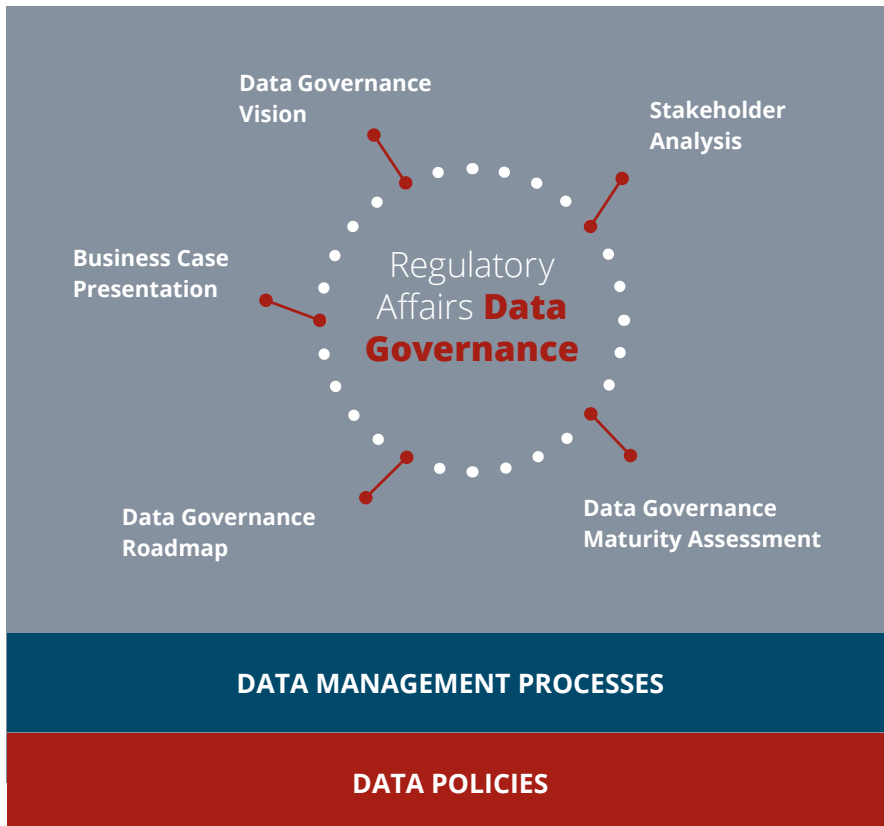 Data Governance
Vision
Stakeholder
Analysis
Business Case
Presentation
Regulatory
Affairs Data
Governance
Data Governance
Roadmap
Data Governance
Maturity Assessment
DATA MANAGEMENT PROCESSES
DATA POLICIES